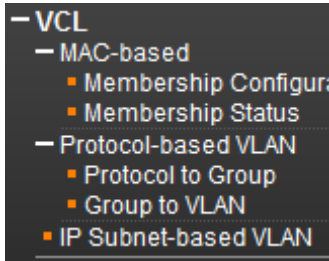 VCL
MAC-based
Membership Configura
Membership Status
Protocol-based VLAN
Protocol to Group
Group to VLAN
IP Subnet-based VLAN